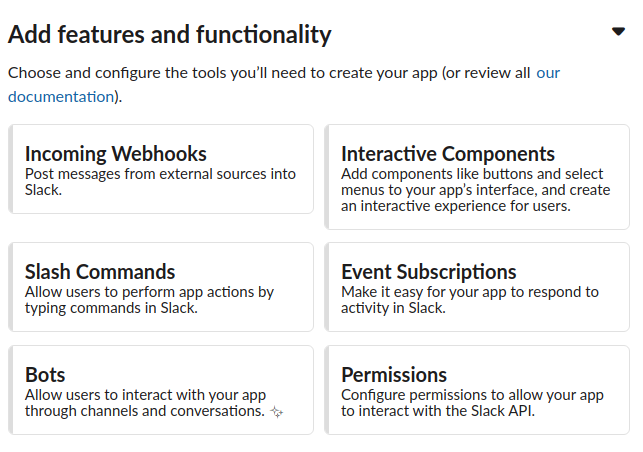 Add features and functionality
Choose and configure the tools you’ll need to create your app (or review all our
documentation).
Incoming Webhooks
Post messages from external sources into
Slack.
Interactive Components
Add components like buttons and select
menus to your app’s interface, and create
an interactive experience for users.
Slash Commands
Allow users to perform app actions by
typing commands in Slack.
Event Subscriptions
Make it easy for your app to respond to
activity in Slack.
Bots
Allow users to interact with your app
through channels and conversations.
Permissions
Configure permissions to allow your app
to interact with the Slack API.